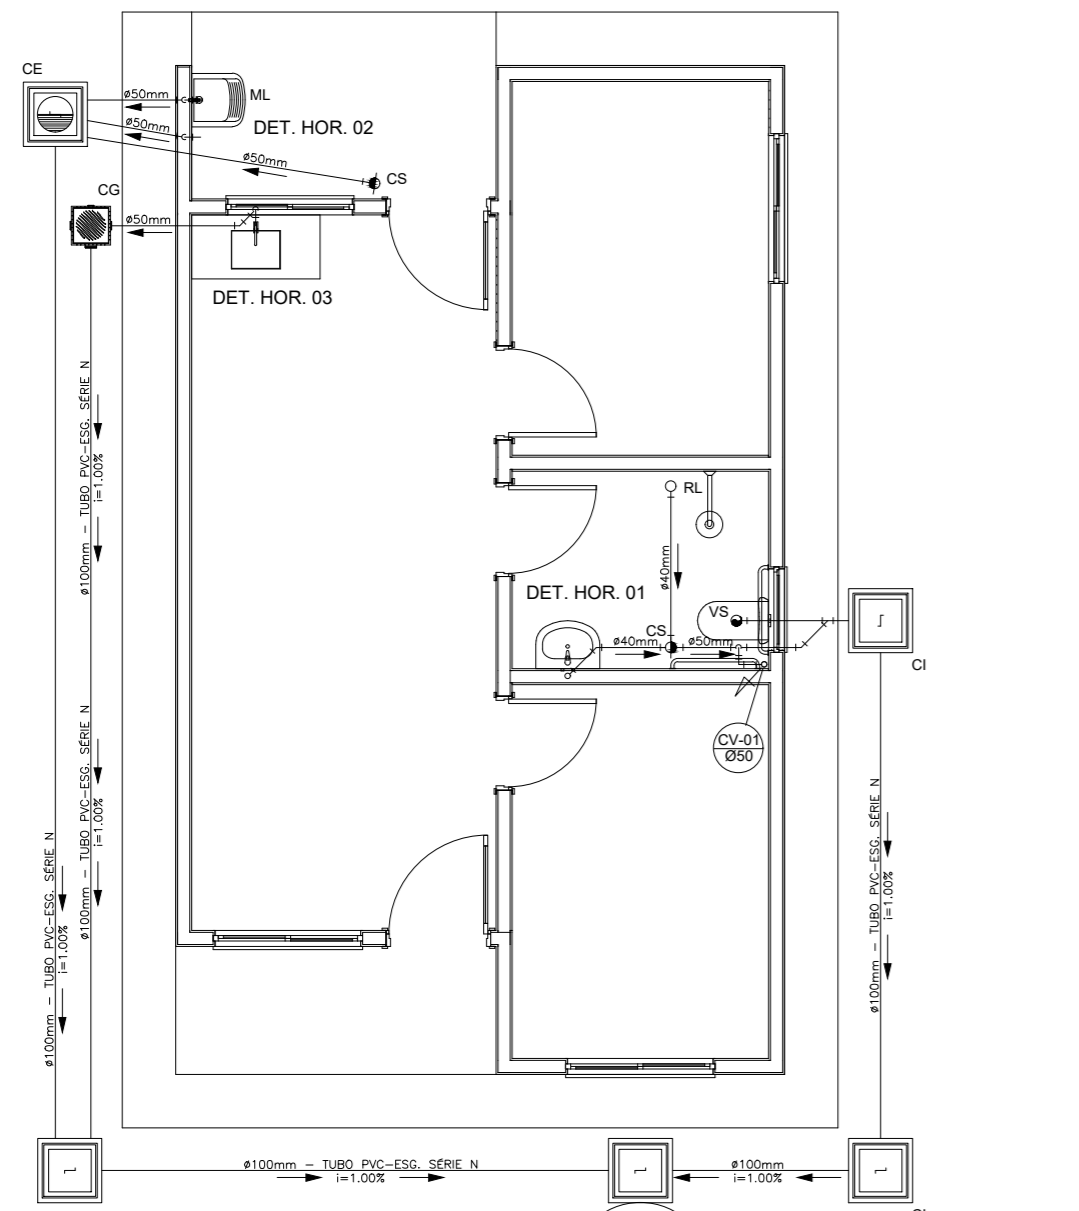 CE
ø50mm
ML
ø50mm
DET. HOR. 02
ø50mm
CS
CG
ø50mm
DET. HOR. 03
ø100mm – TUBO PVC–ESG. SÉRIE N
i=1.00%
RL
ø40mm
DET. HOR. 01
VS
CS
ø40mm
ø50mm
CI
CV-01
Ø50
ø100mm – TUBO PVC–ESG. SÉRIE N
i=1.00%
ø100mm – TUBO PVC–ESG. SÉRIE N
i=1.00%
ø100mm – TUBO PVC–ESG. SÉRIE N
i=1.00%
ø100mm – TUBO PVC–ESG. SÉRIE N
i=1.00%
ø100mm
i=1.00%